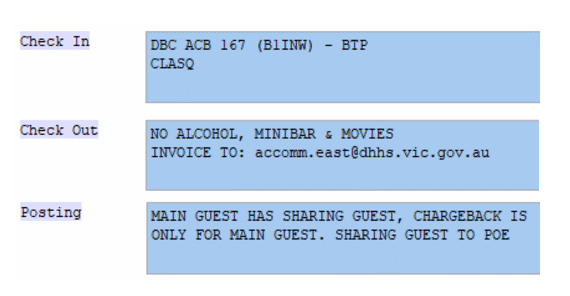 Check In
DBC ACB 167 (B1INW) - BTP
CLASQ
Check Out
NO ALCOHOL, MINIBAR & MOVIES
INVOICE TO: accomm.east@dhhs.vic.gov.au
Posting
MAIN GUEST HAS SHARING GUEST, CHARGEBACK IS
ONLY FOR MAIN GUEST. SHARING GUEST TO POE